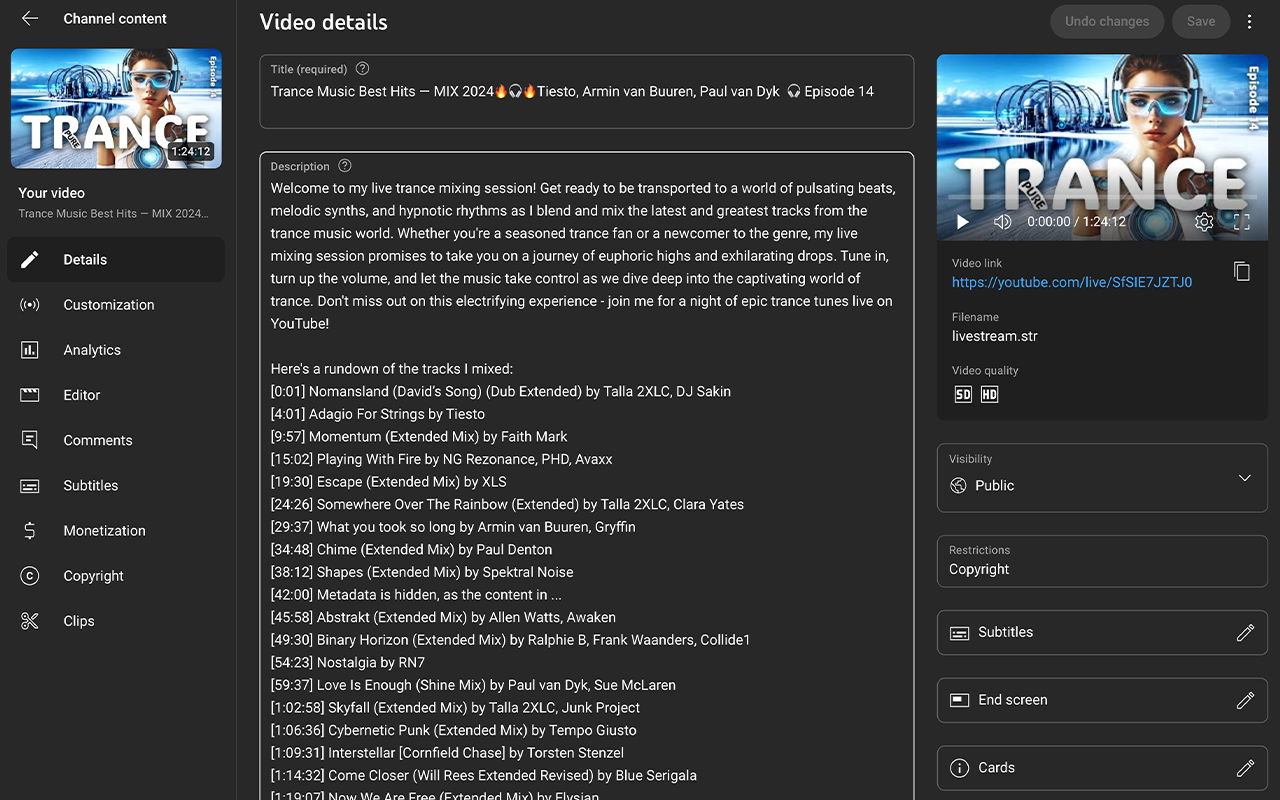 Channel content
Episode 14
TRANCE
PURE
1:24:12
Your video
Trance Music Best Hits — MIX 2024...
Details
Customization
Analytics
Editor
Comments
Subtitles
Monetization
Copyright
Clips
Video details
Undo changes
Save
Title (required)
Trance Music Best Hits — MIX 2024🔥🎧🔥Tiesto, Armin van Buuren, Paul van Dyk 🎧 Episode 14
Description
Welcome to my live trance mixing session! Get ready to be transported to a world of pulsating beats,
melodic synths, and hypnotic rhythms as I blend and mix the latest and greatest tracks from the
trance music world. Whether you're a seasoned trance fan or a newcomer to the genre, my live
mixing session promises to take you on a journey of euphoric highs and exhilarating drops. Tune in,
turn up the volume, and let the music take control as we dive deep into the captivating world of
trance. Don't miss out on this electrifying experience - join me for a night of epic trance tunes live on
YouTube!
Here's a rundown of the tracks I mixed:
[0:01] Nomansland (David's Song) (Dub Extended) by Talla 2XLC, DJ Sakin
[4:01] Adagio For Strings by Tiesto
[9:57] Momentum (Extended Mix) by Faith Mark
[15:02] Playing With Fire by NG Rezonance, PHD, Avaxx
[19:30] Escape (Extended Mix) by XLS
[24:26] Somewhere Over The Rainbow (Extended) by Talla 2XLC, Clara Yates
[29:37] What you took so long by Armin van Buuren, Gryffin
[34:48] Chime (Extended Mix) by Paul Denton
[38:12] Shapes (Extended Mix) by Spektral Noise
[42:00] Metadata is hidden, as the content in ...
[45:58] Abstrakt (Extended Mix) by Allen Watts, Awaken
[49:30] Binary Horizon (Extended Mix) by Ralphie B, Frank Waanders, Collide1
[54:23] Nostalgia by RN7
[59:37] Love Is Enough (Shine Mix) by Paul van Dyk, Sue McLaren
[1:02:58] Skyfall (Extended Mix) by Talla 2XLC, Junk Project
[1:06:36] Cybernetic Punk (Extended Mix) by Tempo Giusto
[1:09:31] Interstellar [Cornfield Chase] by Torsten Stenzel
[1:14:32] Come Closer (Will Rees Extended Revised) by Blue Serigala
[1:19:07] Now We Are Free (Extended Mix) by Elysian
Episode 14
TRANCE
PURE
0:00:00 / 1:24:12
Video link
https://youtube.com/live/SfSIE7JZTJ0
Filename
livestream.str
Video quality
SD HD
Visibility
Public
Restrictions
Copyright
Subtitles
End screen
Cards